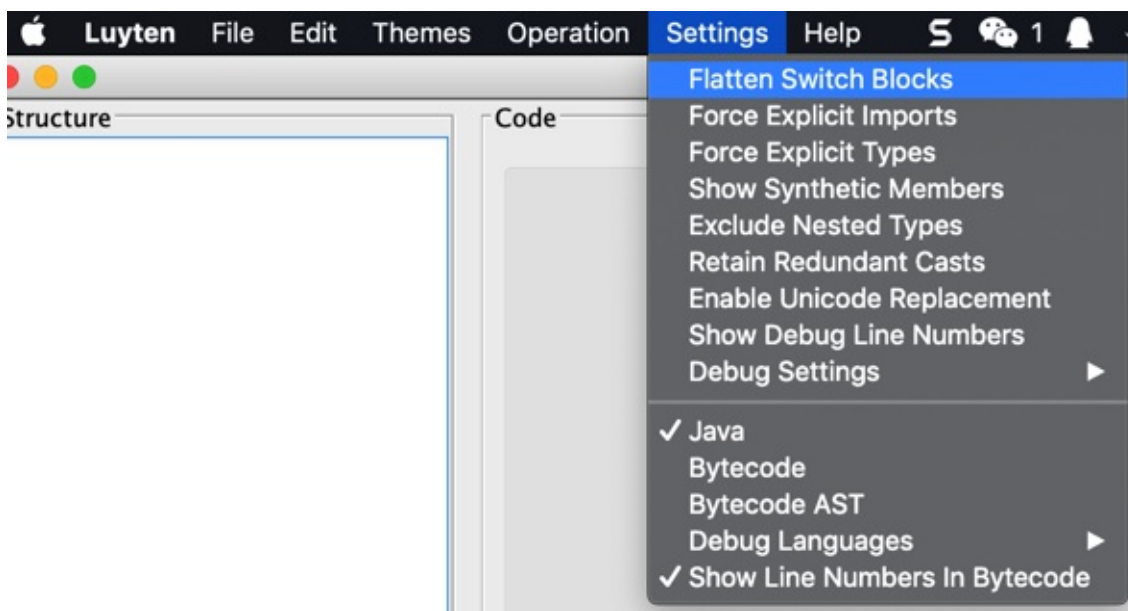 Luyten File Edit Themes Operation Settings Help 1
Structure
Code
Flatten Switch Blocks
Force Explicit Imports
Force Explicit Types
Show Synthetic Members
Exclude Nested Types
Retain Redundant Casts
Enable Unicode Replacement
Show Debug Line Numbers
Debug Settings
Java
Bytecode
Bytecode AST
Debug Languages
Show Line Numbers In Bytecode